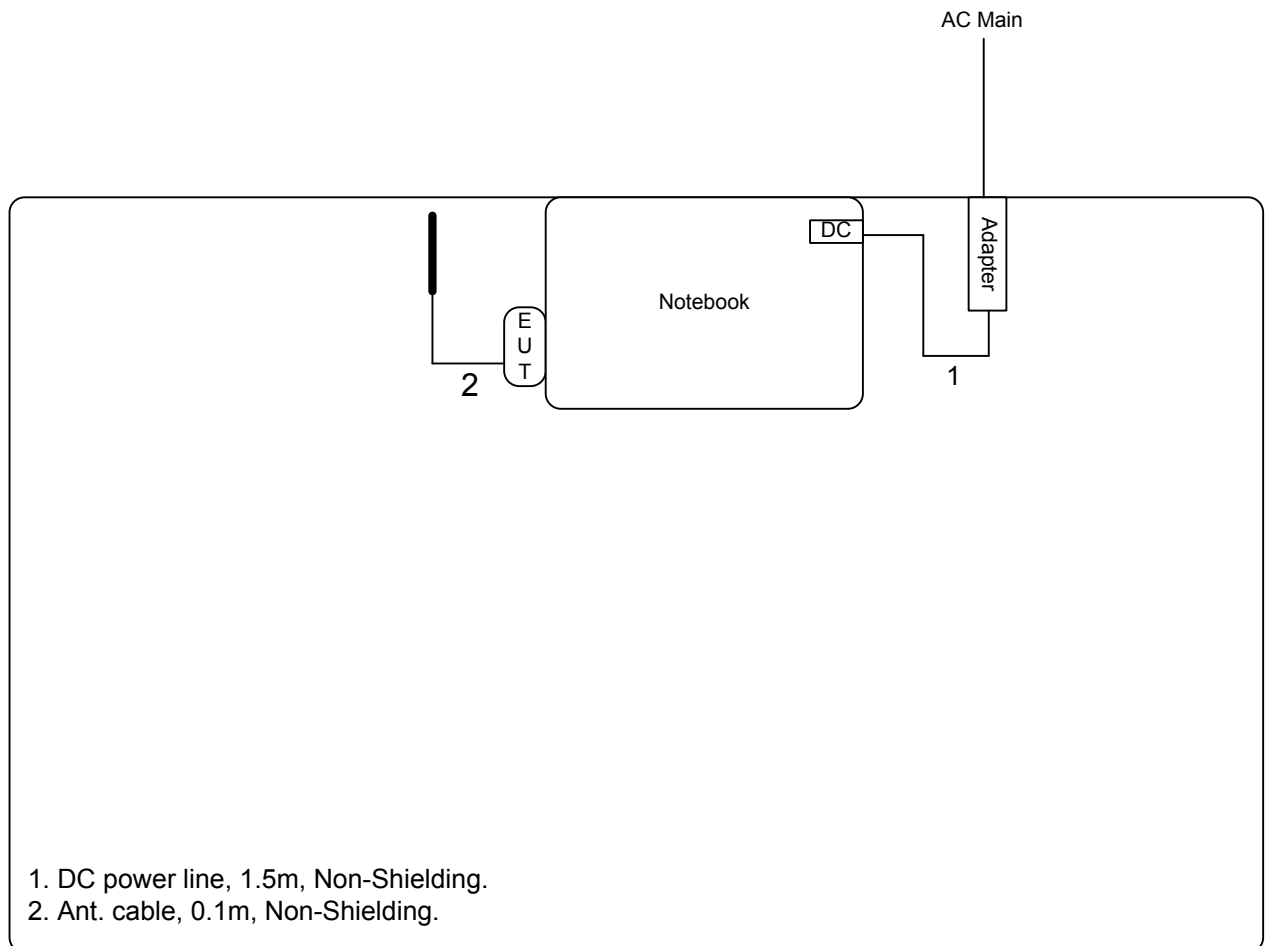 AC Main
DC
Adapter
Notebook
E
U
T
2
1
1. DC power line, 1.5m, Non-Shielding.
2. Ant. cable, 0.1m, Non-Shielding.